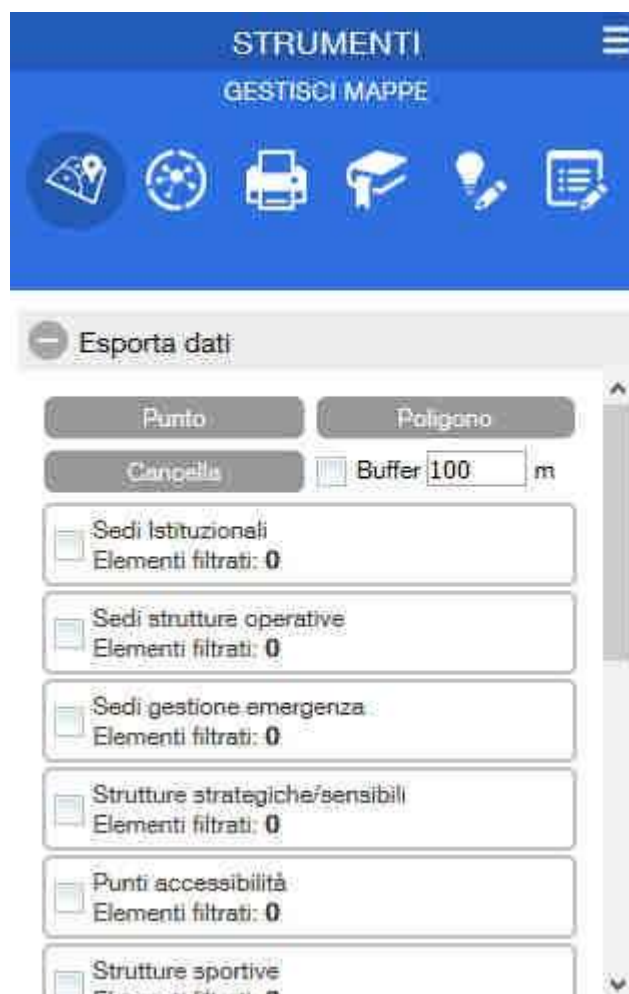 STRUMENTI
GESTISCI MAPPE
Esporta dati
Punto Poligono
Cancella Buffer 100 m
Sedi Istituzionali
Elementi filtrati: 0
Sedi strutture operative
Elementi filtrati: 0
Sedi gestione emergenza
Elementi filtrati: 0
Strutture strategiche/sensibili
Elementi filtrati: 0
Punti accessibilità
Elementi filtrati: 0
Strutture sportive